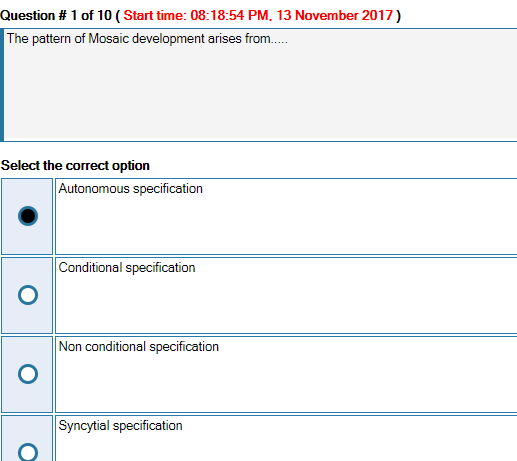 Question # 1 of 10 ( Start time: 08:18:54 PM, 13 November 2017 )
The pattern of Mosaic development arises from.....
Select the correct option
Autonomous specification
Conditional specification
Non conditional specification
Syncytial specification